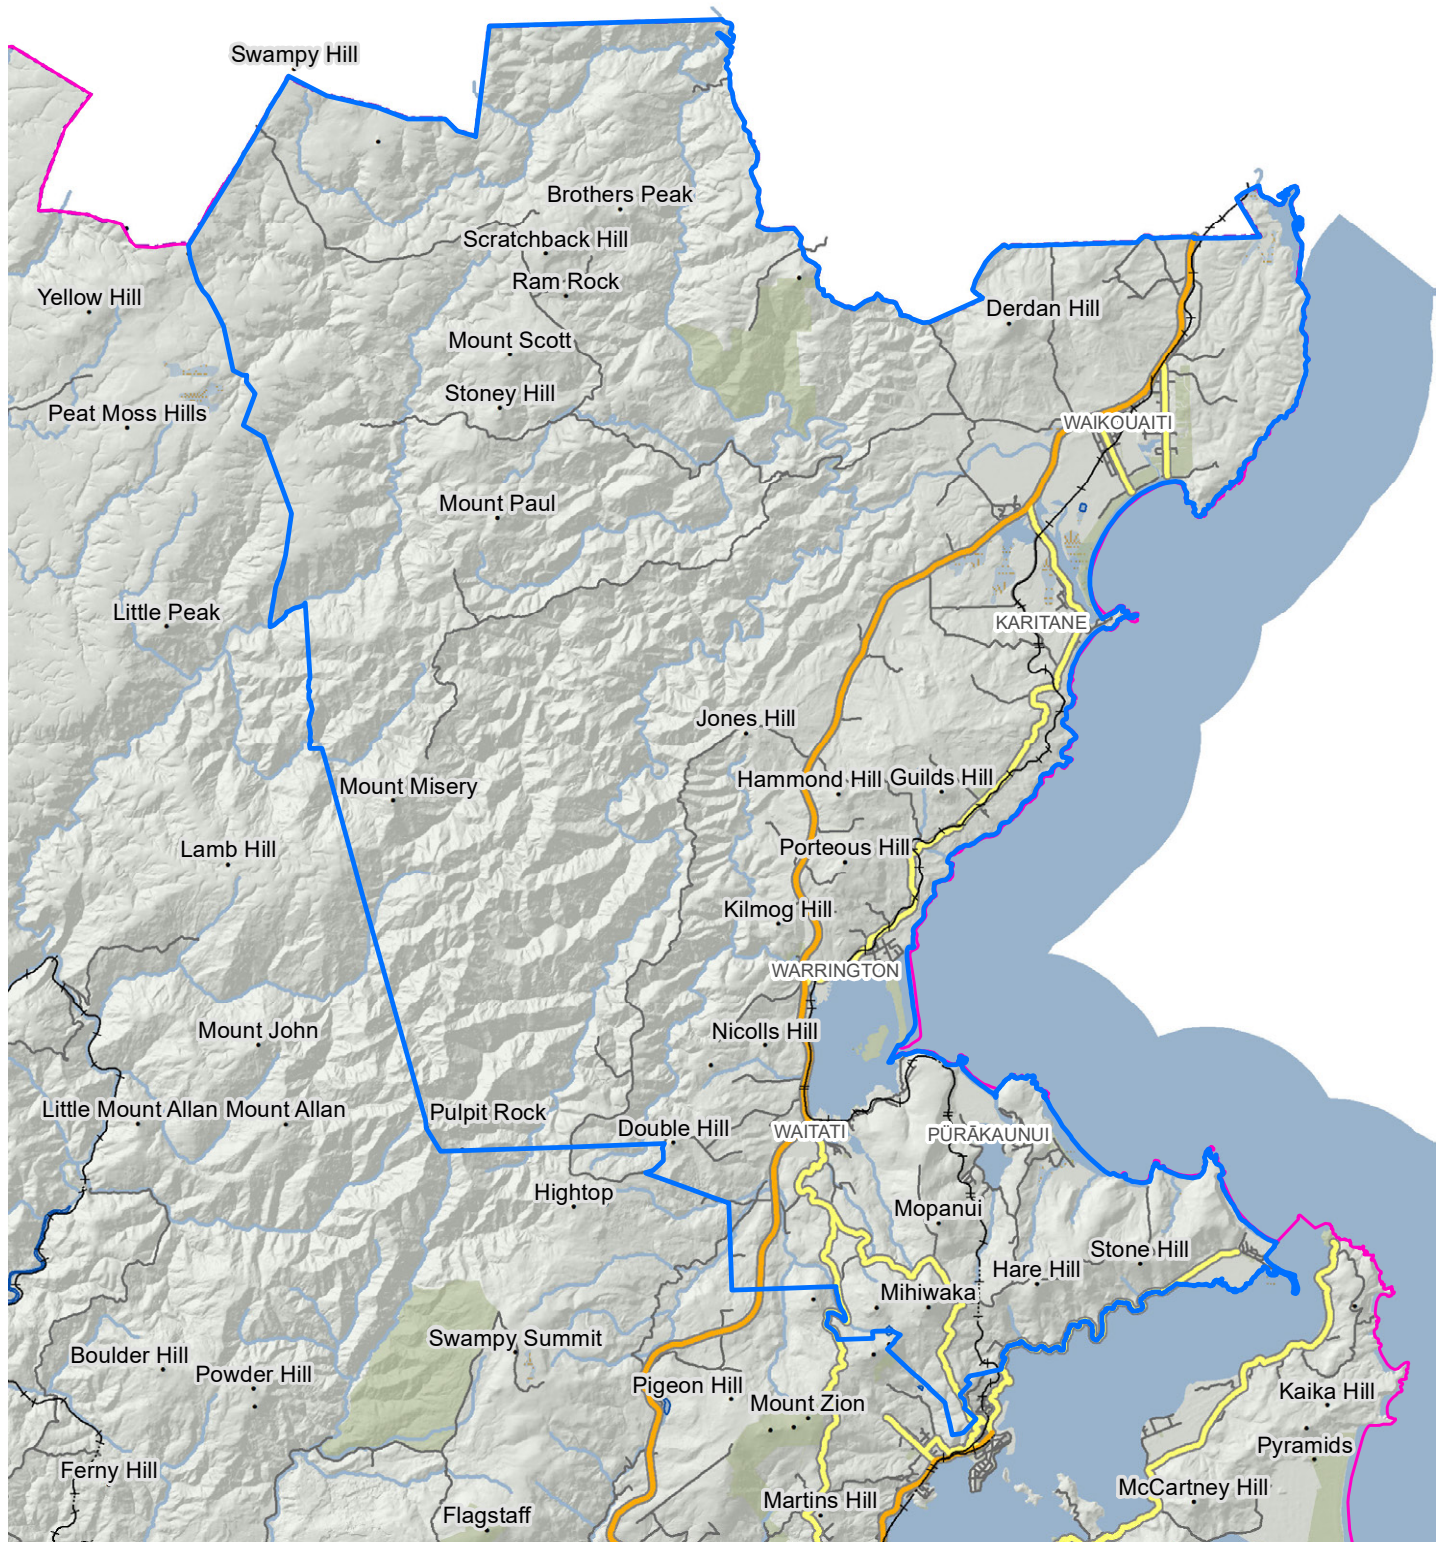 Swampy Hill
Brothers Peak
Scratchback Hill
Ram Rock
Yellow Hill
Derdan Hill
Mount Scott
Stoney Hill
Peat Moss Hills
WAIKOUAITI
Mount Paul
Little Peak
KARITANE
Jones Hill
Mount Misery
Hammond Hill
Guilds Hill
Lamb Hill
Porteous Hill
Kilmog Hill
WARRINGTON
Mount John
Nicolls Hill
Little Mount Allan
Mount Allan
Pulpit Rock
Double Hill
WAITATI
PŪRĀKAUNUI
Hightop
Mopanui
Stone Hill
Hare Hill
Mihiwaka
Swampy Summit
Boulder Hill
Powder Hill
Pigeon Hill
Mount Zion
Kaika Hill
Pyramids
Ferny Hill
McCartney Hill
Martins Hill
Flagstaff